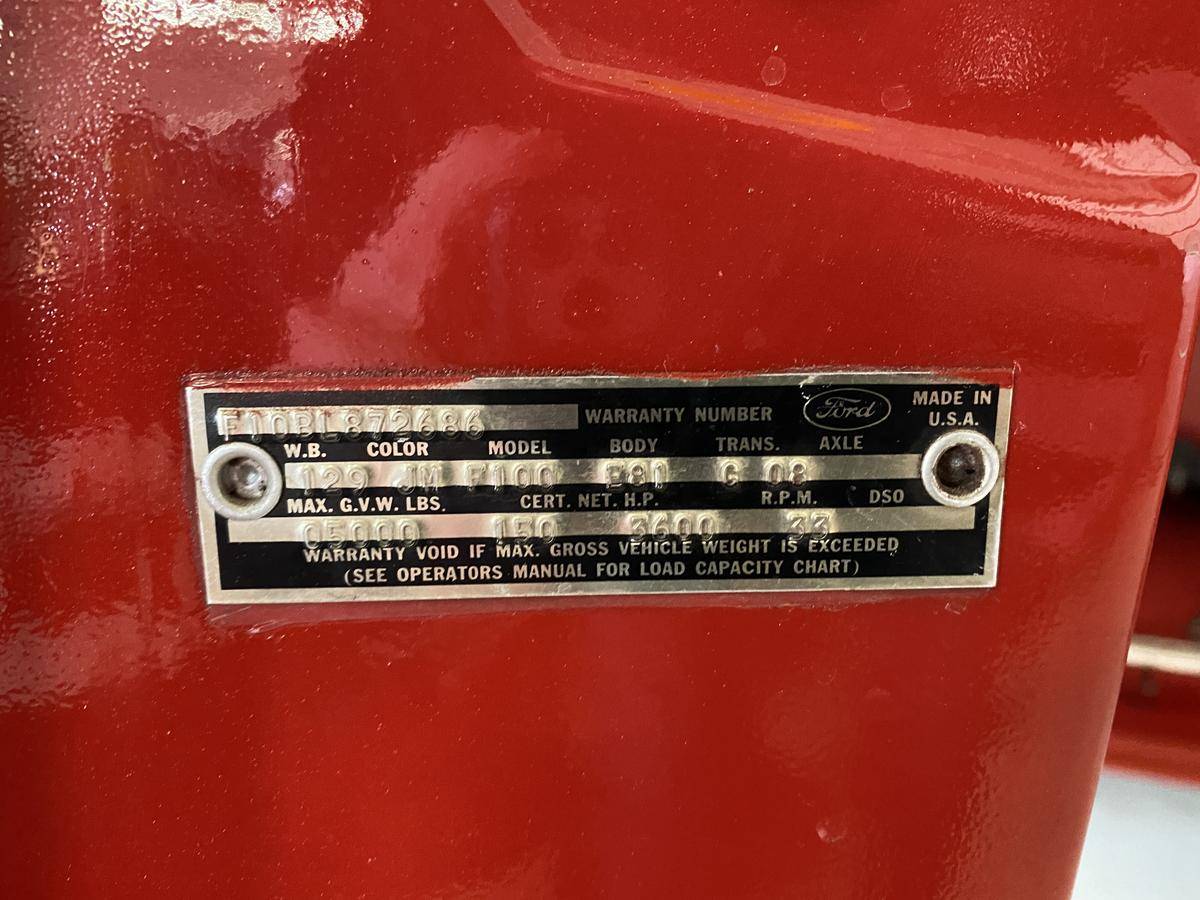 F10BL872686 WARRANTY NUMBER Ford MADE IN U.S.A.
W.B. COLOR MODEL BODY TRANS. AXLE
129 JM F100 E81 G 08
MAX. G.V.W. LBS. CERT. NET. H.P. R.P.M. DSO
05000 150 3600 33
WARRANTY VOID IF MAX. GROSS VEHICLE WEIGHT IS EXCEEDED
(SEE OPERATORS MANUAL FOR LOAD CAPACITY CHART)